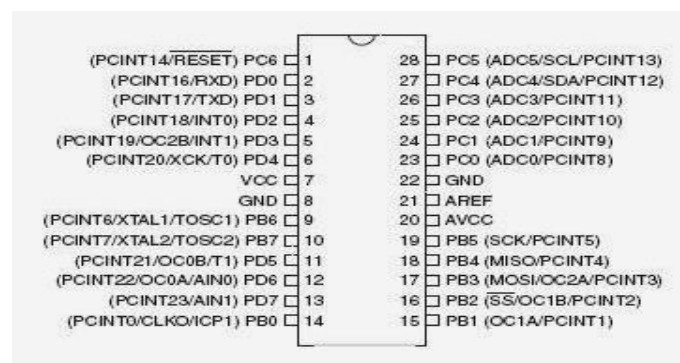 (PCINT14/RESET) PC6 1 28 PC5 (ADC5/SCL/PCINT13)
(PCINT16/RXD) PD0 2 27 PC4 (ADC4/SDA/PCINT12)
(PCINT17/TXD) PD1 3 26 PC3 (ADC3/PCINT11)
(PCINT18/INT0) PD2 4 25 PC2 (ADC2/PCINT10)
(PCINT19/OC2B/INT1) PD3 5 24 PC1 (ADC1/PCINT9)
(PCINT20/XCK/T0) PD4 6 23 PC0 (ADC0/PCINT8)
VCC 7 22 GND
GND 8 21 AREF
(PCINT6/XTAL1/TOSC1) PB6 9 20 AVCC
(PCINT7/XTAL2/TOSC2) PB7 10 19 PB5 (SCK/PCINT5)
(PCINT21/OC0B/T1) PD5 11 18 PB4 (MISO/PCINT4)
(PCINT22/OC0A/AIN0) PD6 12 17 PB3 (MOSI/OC2A/PCINT3)
(PCINT23/AIN1) PD7 13 16 PB2 (SS/OC1B/PCINT2)
(PCINT0/CLKO/ICP1) PB0 14 15 PB1 (OC1A/PCINT1)